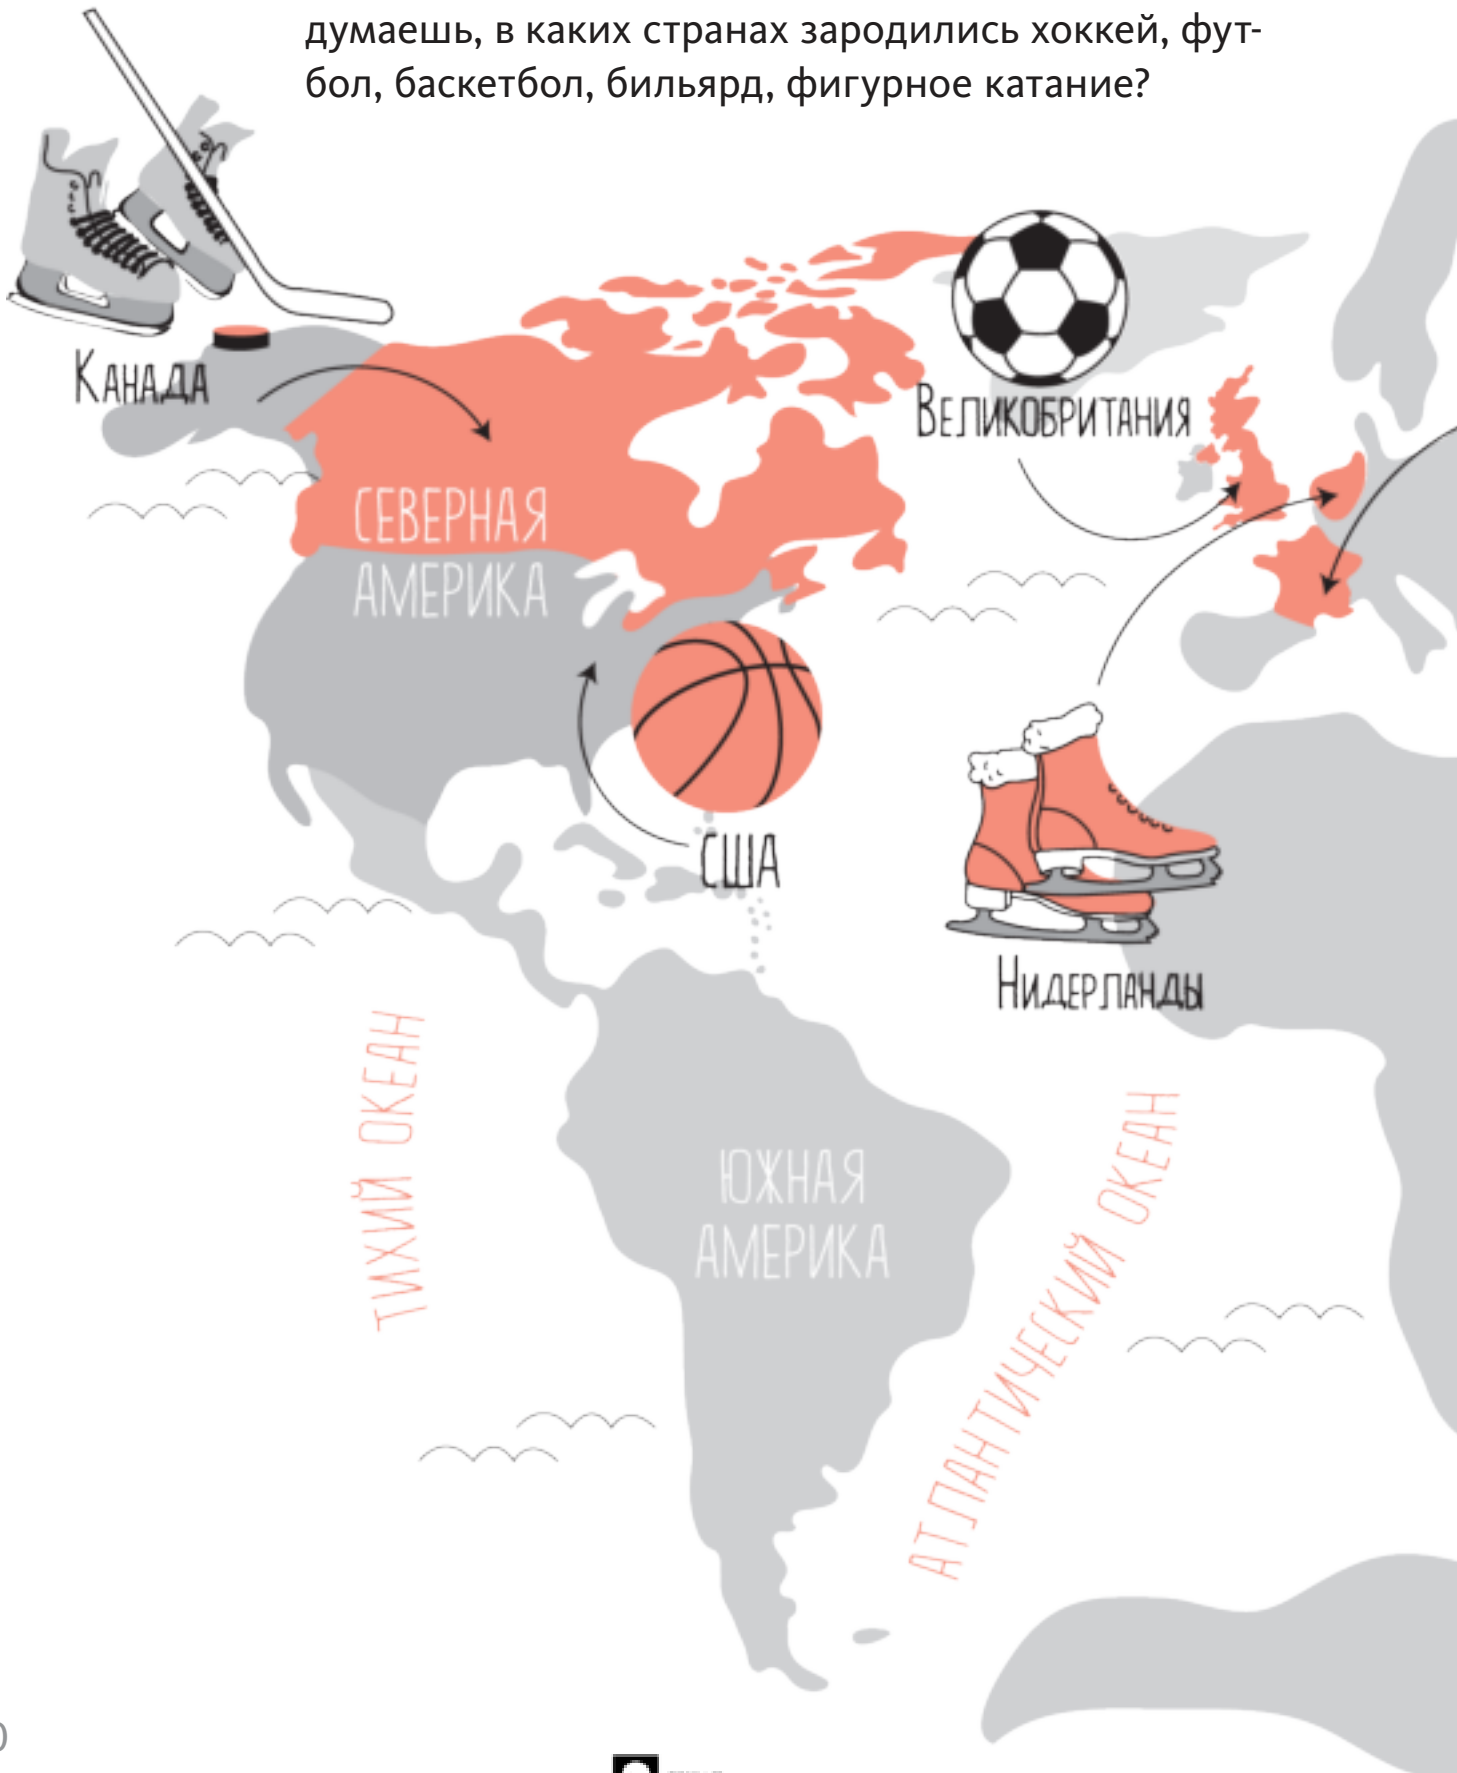 думаешь, в каких странах зародились хоккей, фут-
бол, баскетбол, бильярд, фигурное катание?
Канада
Великобритания
СЕВЕРНАЯ
АМЕРИКА
США
Нидерланды
ТИХИЙ ОКЕАН
ЮЖНАЯ
АМЕРИКА
АТЛАНТИЧЕСКИЙ ОКЕАН